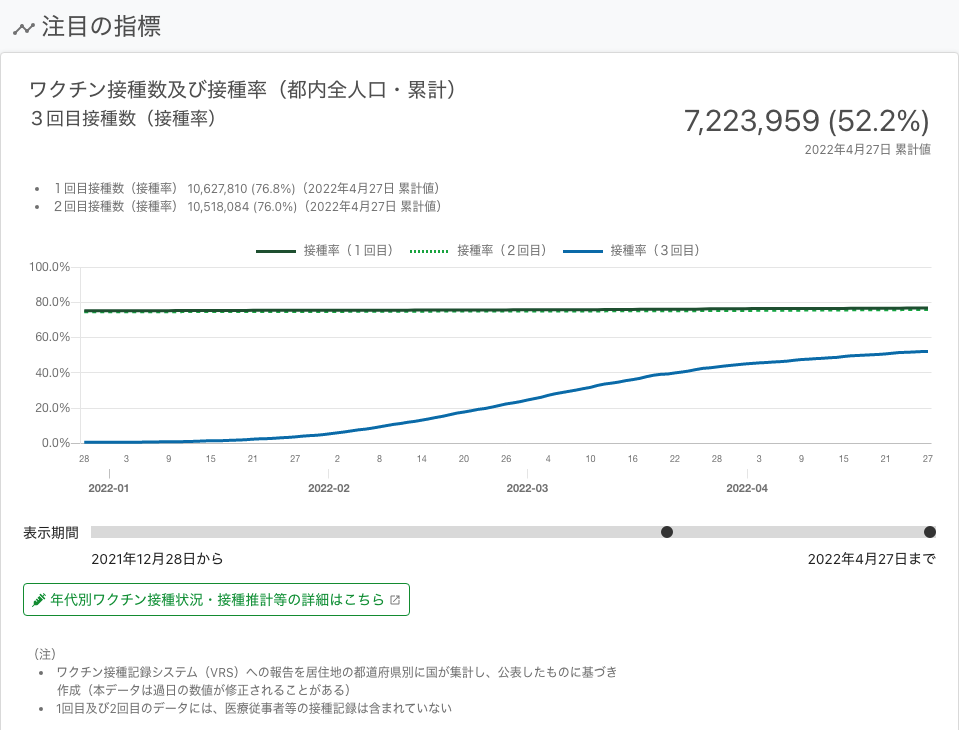 注目の指標
ワクチン接種数及び接種率（都内全人口・累計）
３回目接種数（接種率）
7,223,959 (52.2%)
2022年4月27日 累計値
• １回目接種数（接種率） 10,627,810 (76.8%)（2022年4月27日 累計値）
• ２回目接種数（接種率） 10,518,084 (76.0%)（2022年4月27日 累計値）
接種率（１回目） 接種率（２回目） 接種率（３回目）
100.0%
80.0%
60.0%
40.0%
20.0%
0.0%
28 3 9 15 21 27 2 8 14 20 26 4 10 16 22 28 3 9 15 21 27
2022-01 2022-02 2022-03 2022-04
表示期間
2021年12月28日から 2022年4月27日まで
年代別ワクチン接種状況・接種推計等の詳細はこちら
（注）
• ワクチン接種記録システム（VRS）への報告を居住地の都道府県別に国が集計し、公表したものに基づき
作成（本データは過日の数値が修正されることがある）
• 1回目及び2回目のデータには、医療従事者等の接種記録は含まれていない